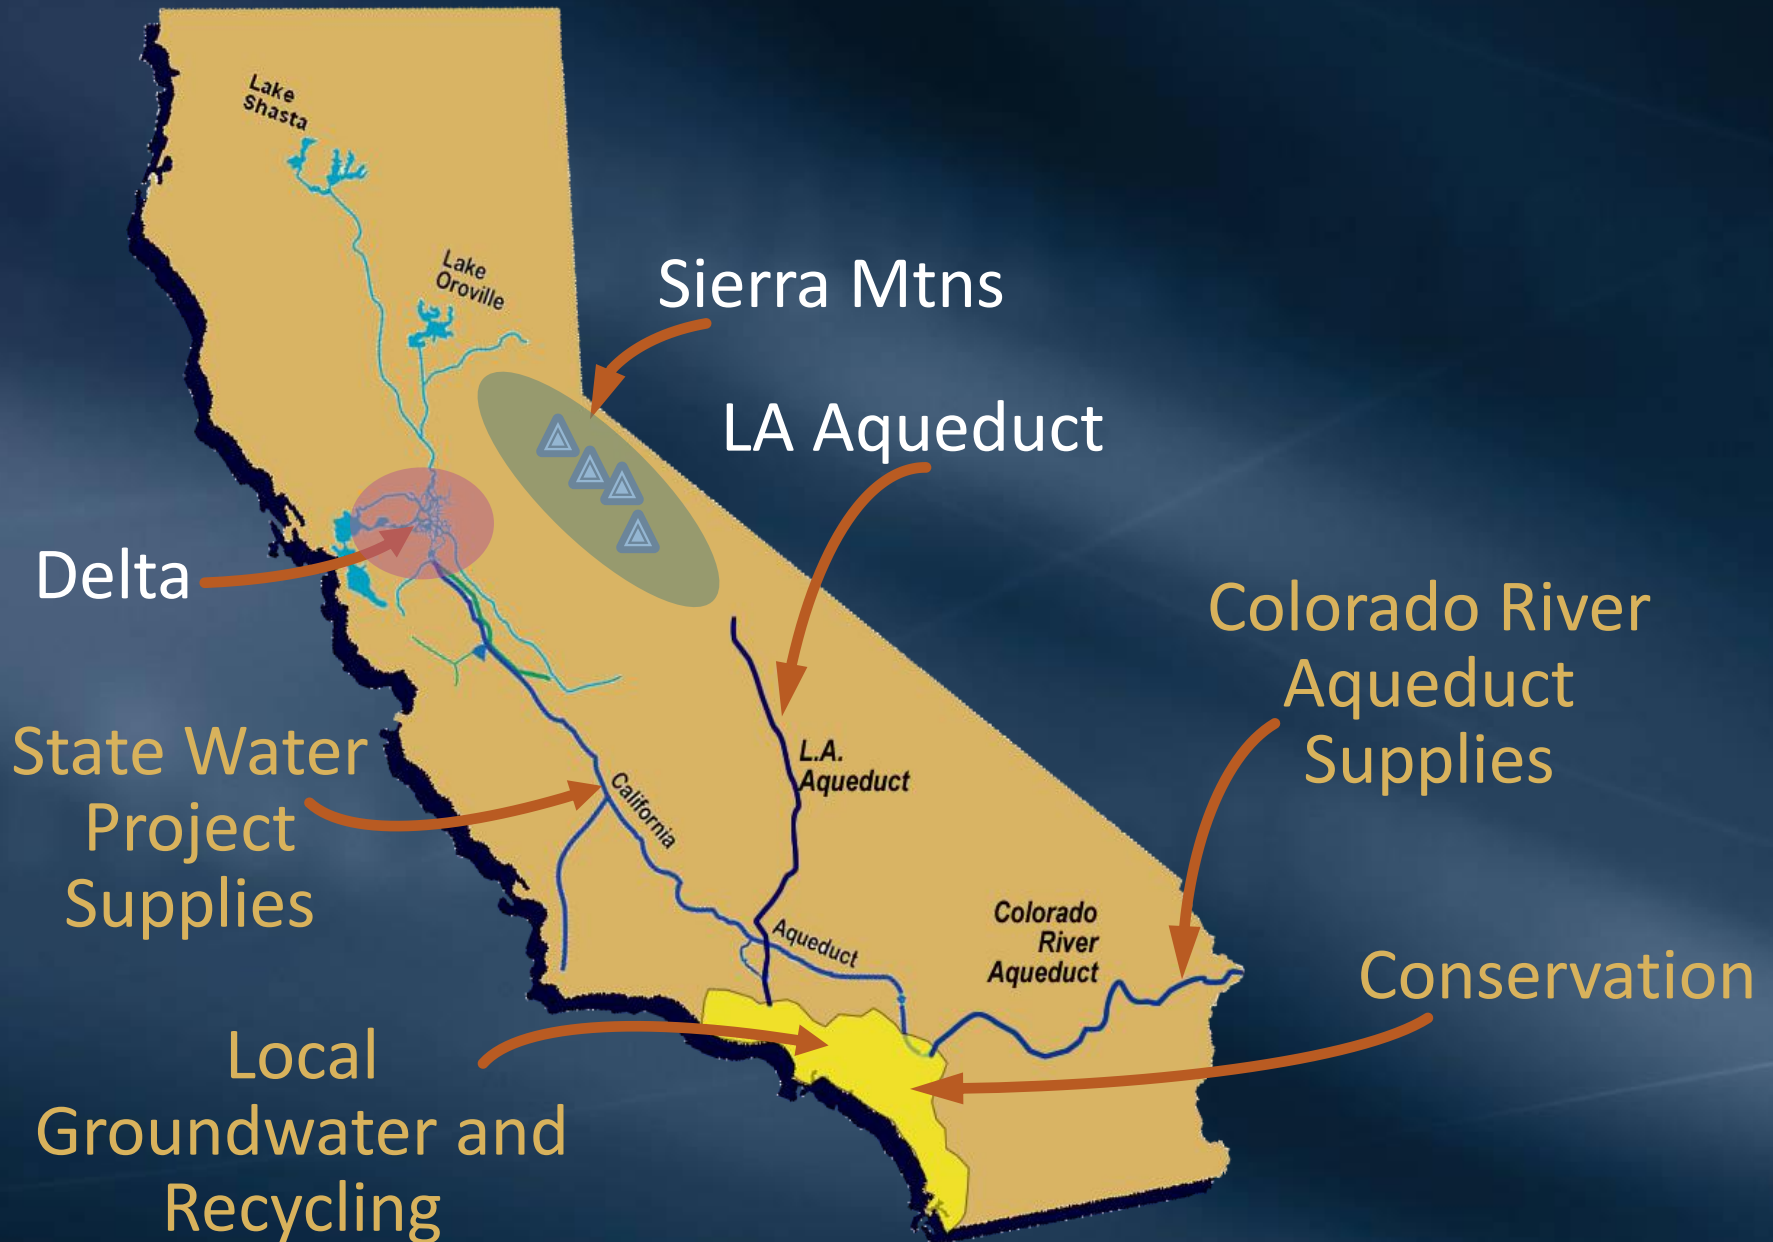 Lake
Shasta
Lake
Oroville
Sierra Mtns
LA Aqueduct
Delta
Colorado River
Aqueduct
Supplies
State Water
Project
Supplies
L.A.
Aqueduct
California
Aqueduct
Colorado
River
Aqueduct
Conservation
Local
Groundwater and
Recycling